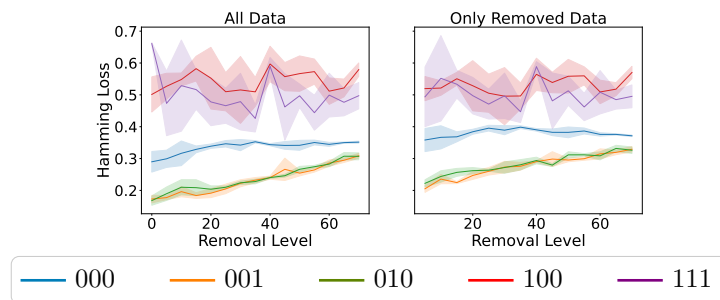 All Data
Only Removed Data
Hamming Loss
0.7
0.6
0.5
0.4
0.3
0.2
0 20 40 60
20 40 60
Removal Level
Removal Level
000 001 010 100 111